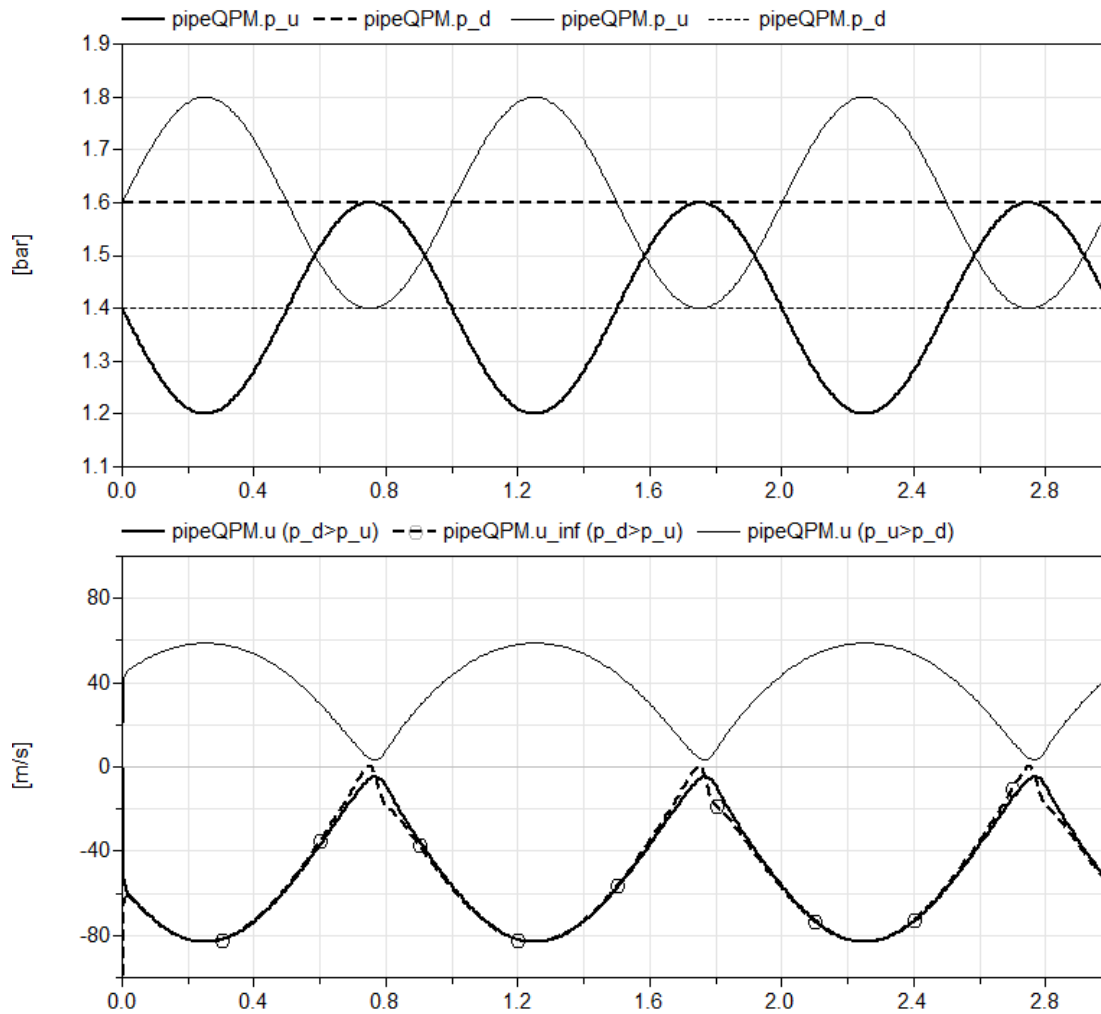 pipeQPM.p_u pipeQPM.p_d pipeQPM.p_u pipeQPM.p_d
1.9
1.8
1.7
1.6
1.5
[bar]
1.4
1.3
1.2
1.1
0.0 0.4 0.8 1.2 1.6 2.0 2.4 2.8
pipeQPM.u (p_d>p_u) pipeQPM.u_inf (p_d>p_u) pipeQPM.u (p_u>p_d)
80
40
0
[m/s]
-40
-80
0.0 0.4 0.8 1.2 1.6 2.0 2.4 2.8